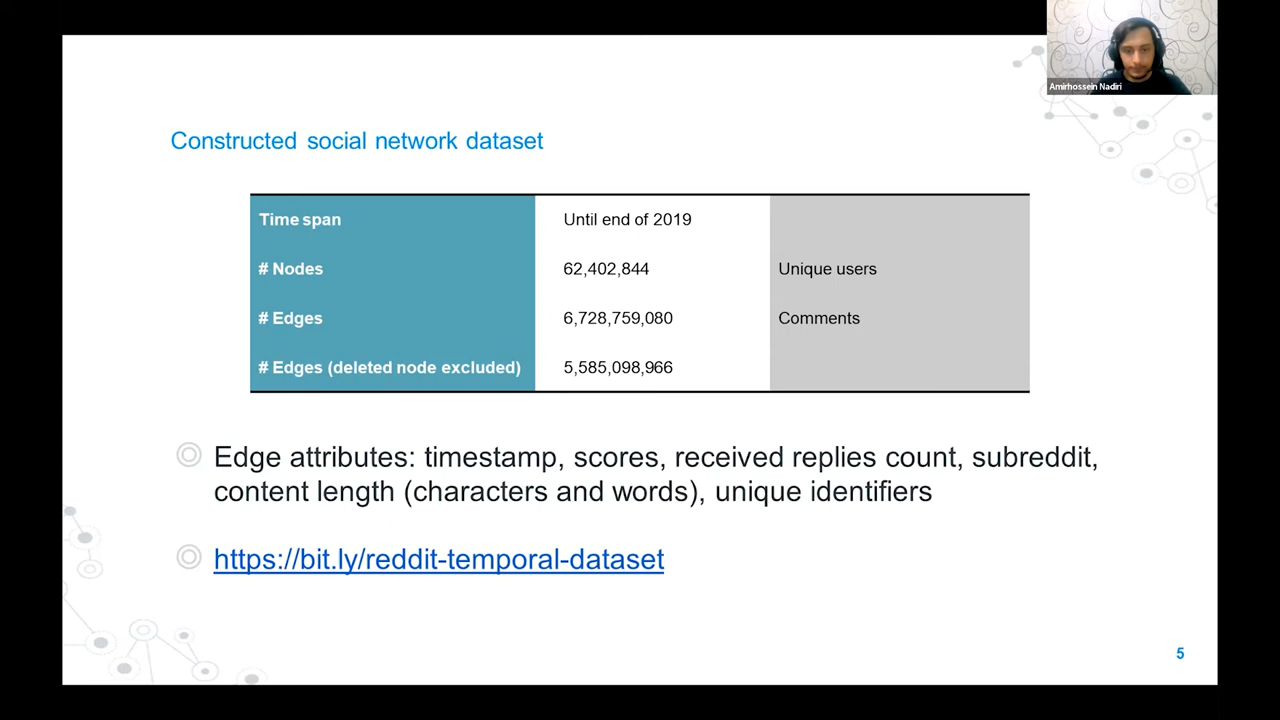 Amirhossein Nadiri
Constructed social network dataset
Time span Until end of 2019
# Nodes 62,402,844 Unique users
# Edges 6,728,759,080 Comments
# Edges (deleted node excluded) 5,585,098,966
Edge attributes: timestamp, scores, received replies count, subreddit,
content length (characters and words), unique identifiers
https://bit.ly/reddit-temporal-dataset
5